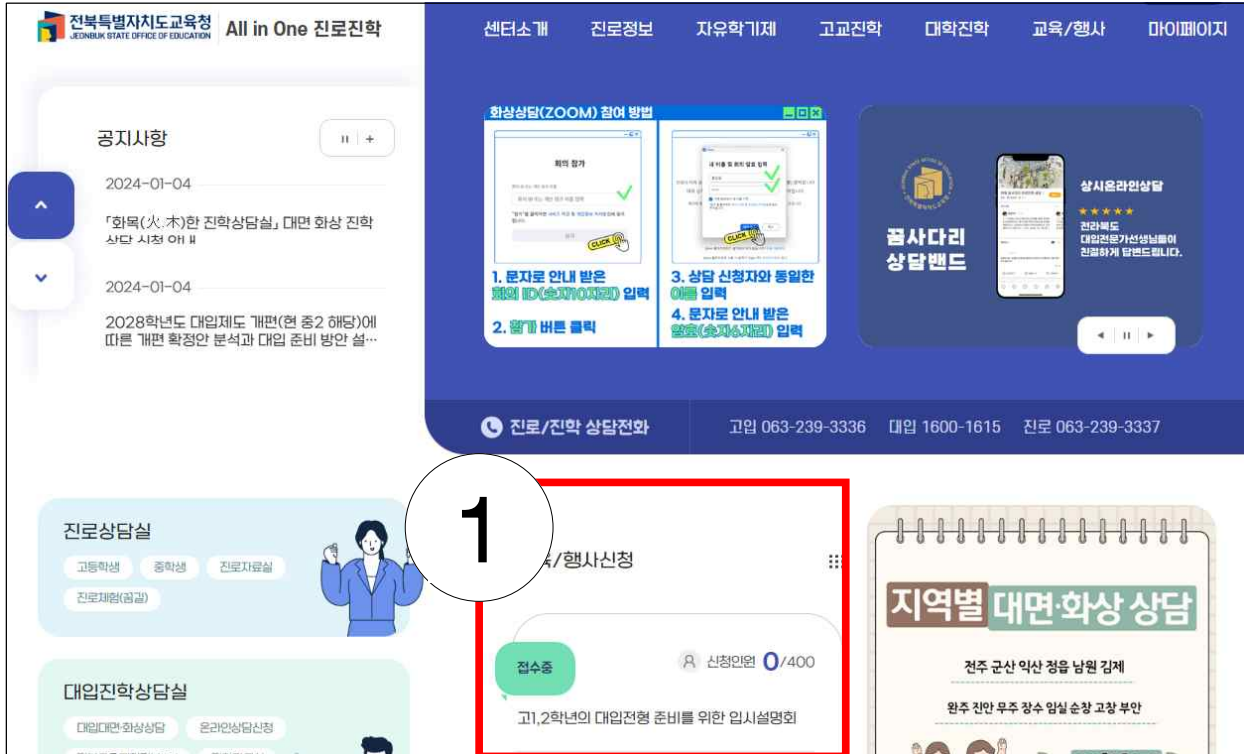 전북특별자치도교육청
JEONBUK STATE OFFICE OF EDUCATION
All in One 진로진학
센터소개 진로정보 자유학기제 고교진학 대학진학 교육/행사 마이페이지
공지사항
2024-01-04
「화목(火.木)한 진학상담실」 대면 화상 진학
상담 신청 안내
2024-01-04
2028학년도 대입제도 개편(현 중2 해당)에
따른 개편 확정안 분석과 대입 준비 방안 설…
화상상담(ZOOM) 참여 방법
회의 참가
CLICK
1. 문자로 안내 받은
회의 ID(숫자10자리) 입력
2. 참가 버튼 클릭
내 이름 및 회의 암호 입력
CLICK
3. 상담 신청자와 동일한
이름 입력
4. 문자로 안내 받은
암호(숫자6자리) 입력
꿈사다리
상담밴드
상시온라인상담
★★★★★
전라북도
대입전문가선생님들이
친절하게 답변드립니다.
진로/진학 상담전화 고입 063-239-3336 대입 1600-1615 진로 063-239-3337
진로상담실
고등학생 중학생 진로자료실
진로체험(꿈길)
대입진학상담실
대입대면·화상상담 온라인상담신청
1
/행사신청
접수중
신청인원 0/400
고1,2학년의 대입전형 준비를 위한 입시설명회
지역별 대면·화상 상담
전주 군산 익산 정읍 남원 김제
완주 진안 무주 장수 임실 순창 고창 부안